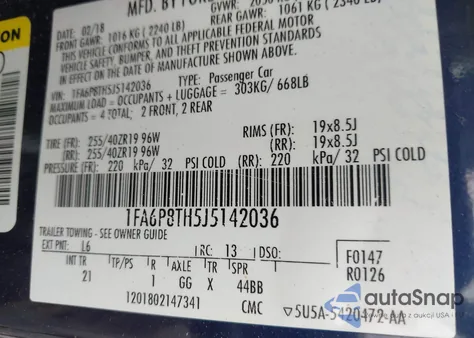 MFD. BY FORD
02/18
GVWR:
FRONT GAWR: 1016 KG ( 2240 LB) REAR GAWR: 1061 KG ( 2340 LB)
THIS VEHICLE CONFORMS TO ALL APPLICABLE FEDERAL MOTOR
VEHICLE SAFETY, BUMPER, AND THEFT PREVENTION STANDARDS
IN EFFECT ON THE DATE OF MANUFACTURE SHOWN ABOVE.
VIN: 1FA6P8TH5J5142036 TYPE: Passenger Car
MAXIMUM LOAD = OCCUPANTS + LUGGAGE = 303KG/ 668LB
OCCUPANTS = 4 TOTAL; 2 FRONT, 2 REAR
TIRE (FR): 255/40ZR19 96W RIMS (FR): 19x8.5J
(RR): 255/40ZR19 96W (RR): 19x8.5J
PRESSURE (FR): 220 kPa/ 32 PSI COLD (RR): 220 kPa/ 32 PSI COLD
1FA6P8TH5J5142036
TRAILER TOWING - SEE OWNER GUIDE
EXT PNT: L6 RC: 13 DSO: F0147
INT TR TP/PS R AXLE TR SPR R0126
21 1 GG X 44BB
1201802147341 CMC 5U5A-5420472-AA
autoSnap